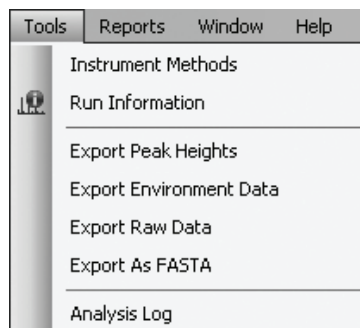 Tools Reports Window Help
Instrument Methods
Run Information
Export Peak Heights
Export Environment Data
Export Raw Data
Export As FASTA
Analysis Log